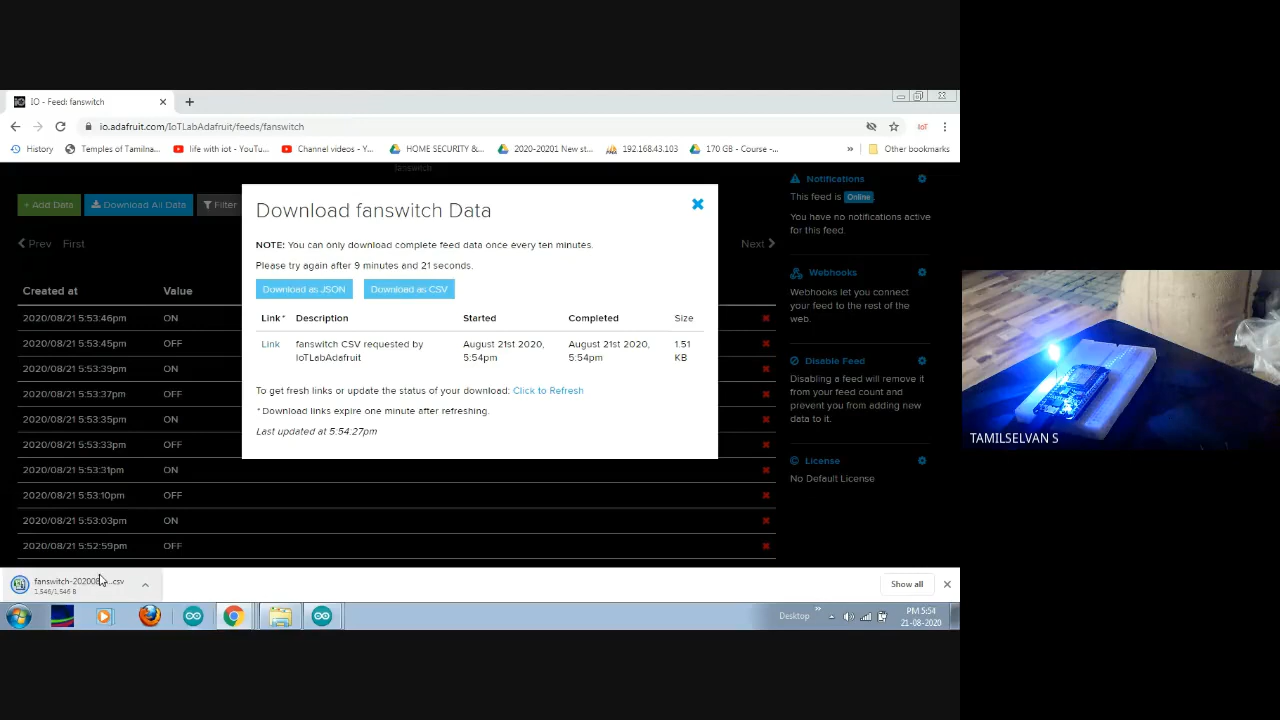 IO - Feed: fanswitch
io.adafruit.com/IoTLabAdafruit/feeds/fanswitch
IoT
History
Temples of Tamilna...
life with iot - YouTu...
Channel videos - Y...
HOME SECURITY &...
2020-20201 New st...
192.168.43.103
170 GB - Course -...
»
Other bookmarks
fanswitch
+ Add Data
Download All Data
Filter
Prev
First
Next
Created at
Value
2020/08/21 5:53:46pm
ON
2020/08/21 5:53:45pm
OFF
2020/08/21 5:53:39pm
ON
2020/08/21 5:53:37pm
OFF
2020/08/21 5:53:35pm
ON
2020/08/21 5:53:33pm
OFF
2020/08/21 5:53:31pm
ON
2020/08/21 5:53:10pm
OFF
2020/08/21 5:53:03pm
ON
2020/08/21 5:52:59pm
OFF
Download fanswitch Data
NOTE: You can only download complete feed data once every ten minutes.
Please try again after 9 minutes and 21 seconds.
Download as JSON
Download as CSV
Link*
Description
Started
Completed
Size
Link
fanswitch CSV requested by
IoTLabAdafruit
August 21st 2020,
5:54pm
August 21st 2020,
5:54pm
1.51
KB
To get fresh links or update the status of your download: Click to Refresh
* Download links expire one minute after refreshing.
Last updated at 5:54:27pm
Notifications
This feed is Online.
You have no notifications active
for this feed.
Webhooks
Webhooks let you connect
your feed to the rest of the
web.
Disable Feed
Disabling a feed will remove it
from your feed count and
prevent you from adding new
data to it.
License
No Default License
1,546/1,546 B
Show all
Desktop
»
PM 5:54
21-08-2020
TAMILSELVAN S